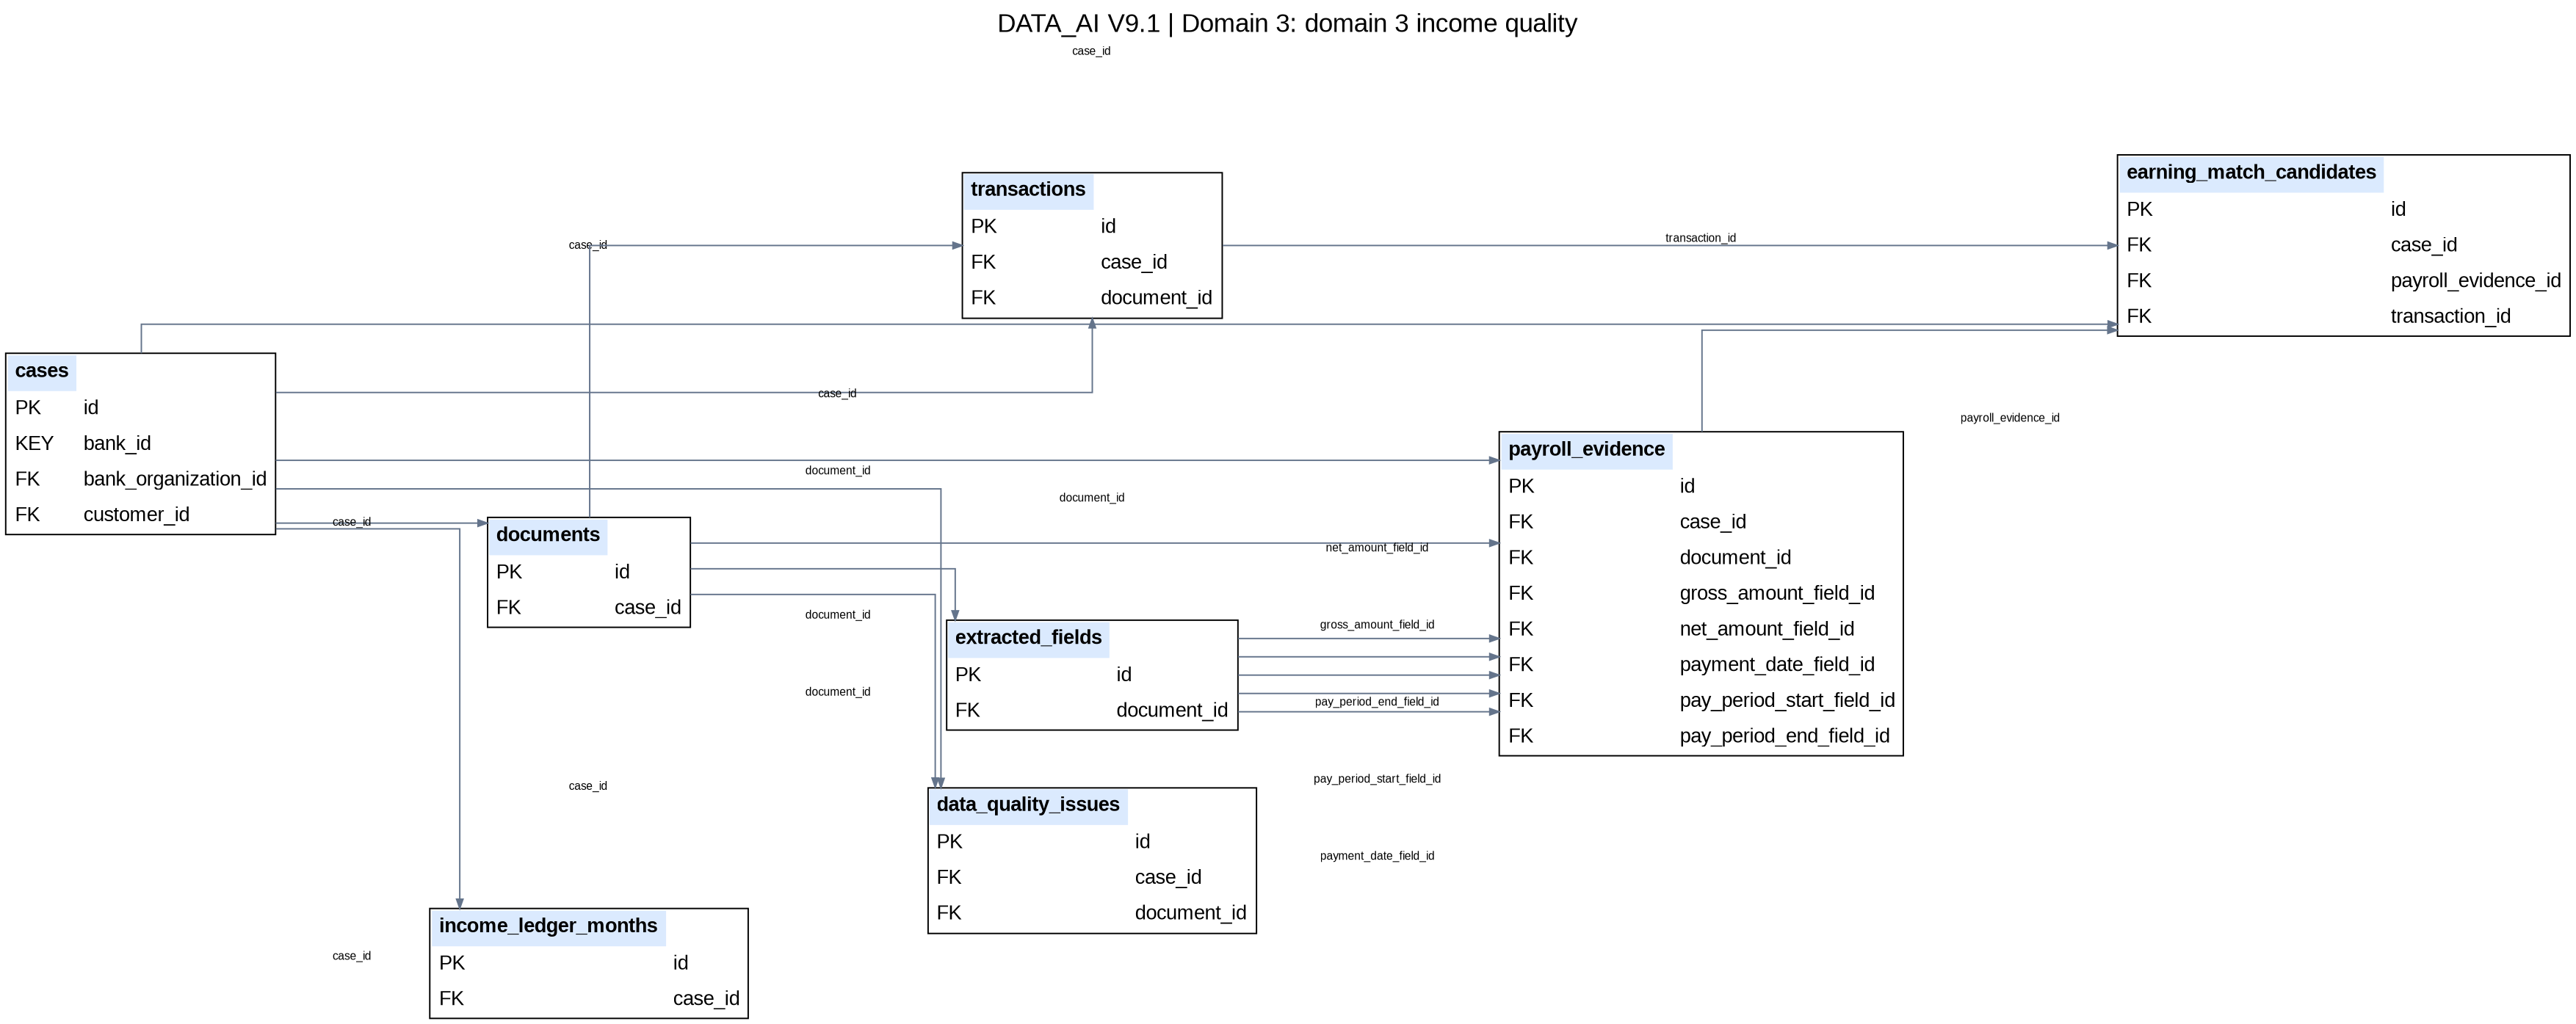 DATA_AI V9.1 | Domain 3: domain 3 income quality
case_id
transactions
PK id
FK case_id
FK document_id
earning_match_candidates
PK id
FK case_id
FK payroll_evidence_id
FK transaction_id
case_id
transaction_id
cases
PK id
KEY bank_id
FK bank_organization_id
FK customer_id
case_id
payroll_evidence_id
document_id
document_id
case_id
payroll_evidence
PK id
FK case_id
FK document_id
FK gross_amount_field_id
FK net_amount_field_id
FK payment_date_field_id
FK pay_period_start_field_id
FK pay_period_end_field_id
documents
PK id
FK case_id
net_amount_field_id
document_id
gross_amount_field_id
extracted_fields
PK id
FK document_id
document_id
pay_period_end_field_id
case_id
pay_period_start_field_id
data_quality_issues
PK id
FK case_id
FK document_id
payment_date_field_id
income_ledger_months
PK id
FK case_id
case_id